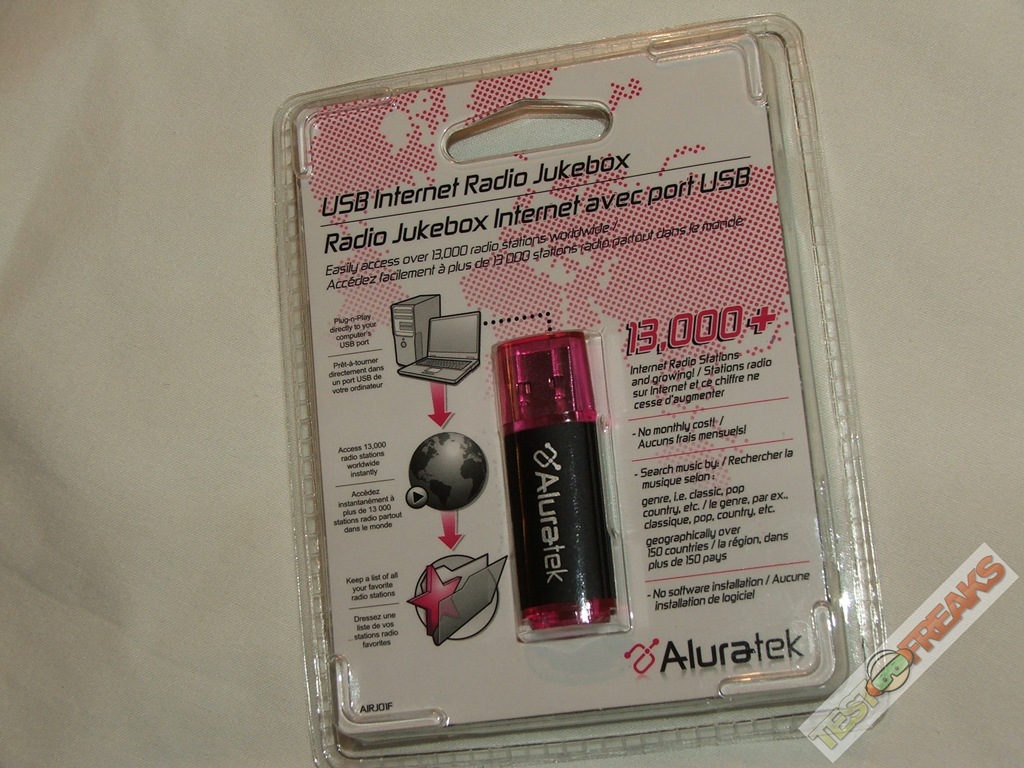 USB Internet Radio Jukebox
Radio Jukebox Internet avec port USB
Easily access over 13,000 radio stations worldwide /
Accédez facilement à plus de 13 000 stations radio partout dans le monde
Plug-n-Play
directly to your
computer's
USB port
Prêt-à-tourner
directement dans
un port USB de
votre ordinateur
Access 13,000
radio stations
worldwide
instantly
Accédez
instantanément à
plus de 13 000
stations radio partout
dans le monde
Keep a list of all
your favorite
radio stations
Dressez une
liste de vos
stations radio
favorites
AIRJ01F
Aluratek
13,000+
Internet Radio Stations
and growing! / Stations radio
sur Internet et ce chiffre ne
cesse d'augmenter
- No monthly cost! /
Aucuns frais mensuels!
- Search music by: / Rechercher la
musique selon :
genre, i.e. classic, pop
country, etc. / le genre, par ex.,
classique, pop, country, etc.
geographically over
150 countries / la région, dans
plus de 150 pays
- No software installation / Aucune
installation de logiciel
Aluratek
TEST FREAKS